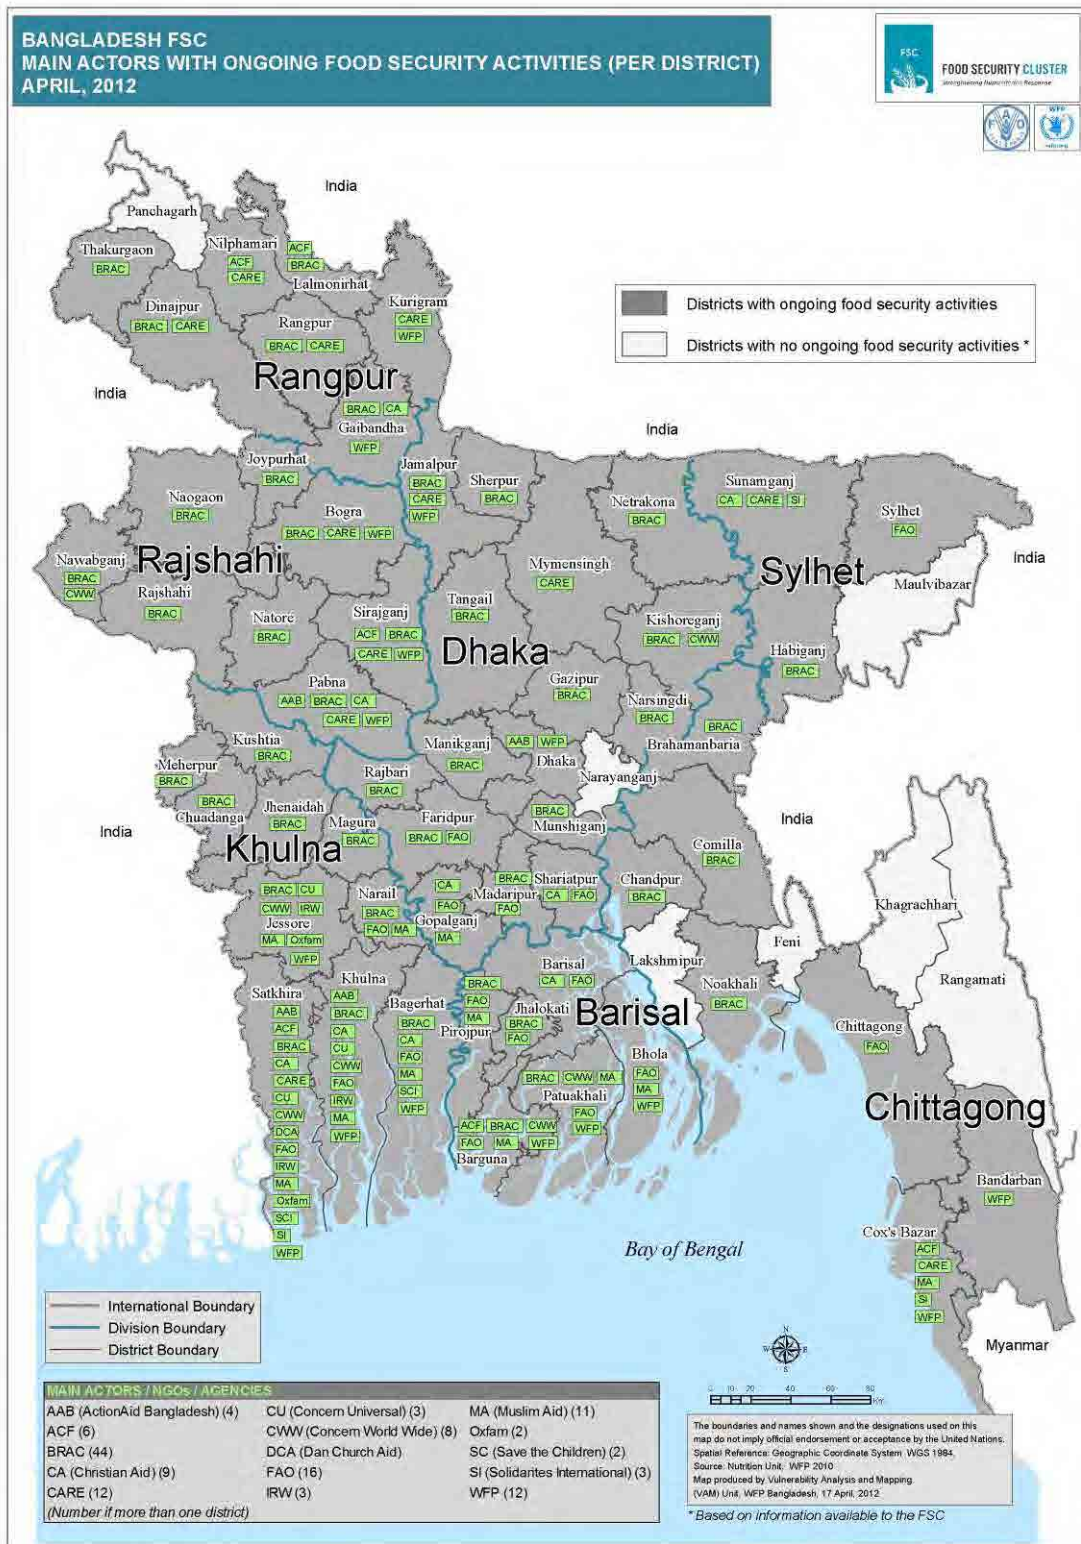 BANGLADESH FSC
MAIN ACTORS WITH ONGOING FOOD SECURITY ACTIVITIES (PER DISTRICT)
APRIL, 2012
FSC
FOOD SECURITY CLUSTER
Strengthening Humanitarian Response
FAO
WFP
India
Panchagarh
Thakurgaon
BRAC
Nilphamari
ACF
CARE
ACF
BRAC
Lalmonirhat
Kurigram
CARE
WFP
Dinajpur
BRAC CARE
Rangpur
BRAC CARE
Rangpur
Districts with ongoing food security activities
Districts with no ongoing food security activities *
India
BRAC CA
Gaibandha
WFP
India
Joypurhat
BRAC
Jamalpur
BRAC
CARE
WFP
Sherpur
BRAC
Netrakona
BRAC
Sunamganj
CA CARE SI
Sylhet
FAO
Naogaon
BRAC
Bogra
BRAC CARE WFP
Nawabganj
BRAC
CWW
Rajshahi
Rajshahi
BRAC
Mymensingh
CARE
Sylhet
India
Maulvibazar
Natore
BRAC
Sirajganj
ACF BRAC
CARE WFP
Tangail
BRAC
Dhaka
Kishoreganj
BRAC CWW
Habiganj
BRAC
Pabna
AAB BRAC CA
CARE WFP
Gazipur
BRAC
Narsingdi
BRAC
BRAC
Brahamanbaria
Kushtia
BRAC
Manikganj
BRAC
AAB WFP
Dhaka
Narayanganj
Meherpur
BRAC
Rajbari
BRAC
BRAC
Chuadanga
Jhenaidah
BRAC
Magura
BRAC
Faridpur
BRAC FAO
BRAC
Munshiganj
India
India
Khulna
Comilla
BRAC
BRAC CU
CWW IRW
Jessore
MA Oxfam
WFP
Narail
BRAC
FAO MA
CA
FAO
Gopalganj
MA
BRAC
Madaripur
FAO
Shariatpur
CA FAO
Chandpur
BRAC
Khagrachhari
Feni
Lakshmipur
Rangamati
Satkhira
AAB
ACF
BRAC
CA
CARE
CU
CWW
DCA
FAO
IRW
MA
Oxfam
SCI
SI
WFP
Khulna
AAB
BRAC
CA
CU
CWW
FAO
IRW
MA
WFP
Bagerhat
BRAC
CA
FAO
MA
SCI
WFP
BRAC
FAO
MA
Pirojpur
Barisal
CA FAO
Jhalokati
BRAC
FAO
Barisal
Noakhali
BRAC
Chittagong
FAO
Bhola
FAO
MA
WFP
BRAC CWW MA
Patuakhali
FAO
WFP
ACF BRAC CWW
FAO MA WFP
Barguna
Chittagong
Bandarban
WFP
Cox's Bazar
ACF
CARE
MA
SI
WFP
Bay of Bengal
Myanmar
International Boundary
Division Boundary
District Boundary
N
W E
S
0 10 20 40 60 80
Km
MAIN ACTORS / NGOs / AGENCIES
AAB (ActionAid Bangladesh) (4) CU (Concern Universal) (3) MA (Muslim Aid) (11)
ACF (6) CWW (Concern World Wide) (8) Oxfam (2)
BRAC (44) DCA (Dan Church Aid) SC (Save the Children) (2)
CA (Christian Aid) (9) FAO (16) SI (Solidarites International) (3)
CARE (12) IRW (3) WFP (12)
(Number if more than one district)
The boundaries and names shown and the designations used on this
map do not imply official endorsement or acceptance by the United Nations.
Spatial Reference: Geographic Coordinate System WGS 1984.
Source: Nutrition Unit, WFP 2010
Map produced by Vulnerability Analysis and Mapping
(VAM) Unit, WFP Bangladesh, 17 April, 2012
* Based on information available to the FSC